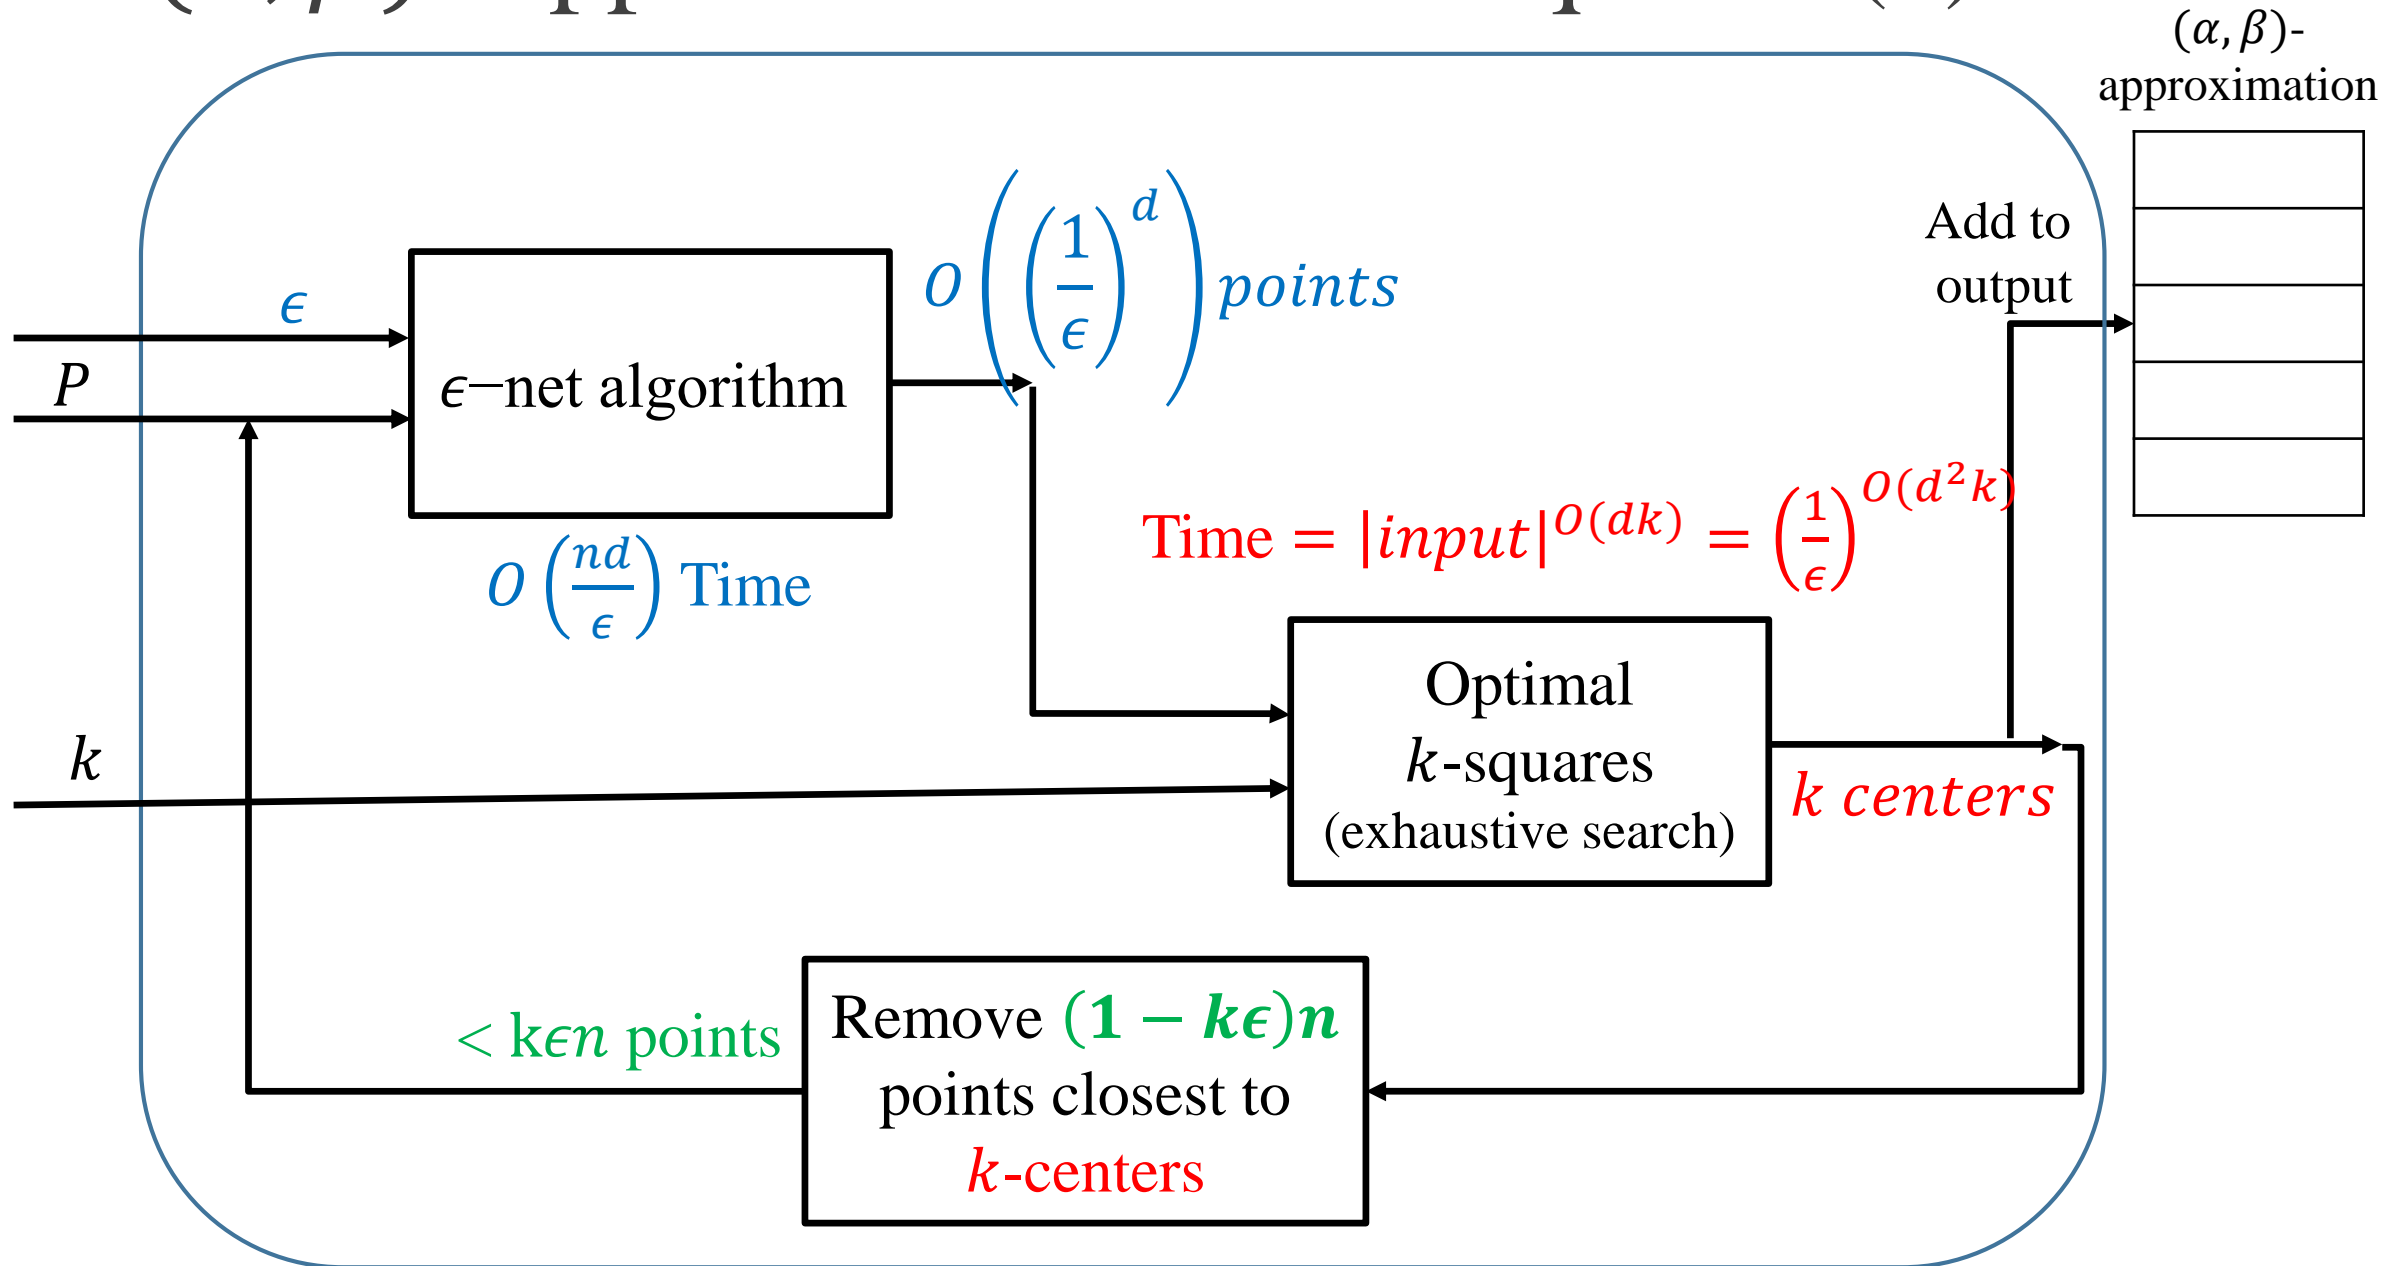 (α, β)-
approximation
Add to
output
ϵ
P
ϵ−net algorithm
O((1/ϵ)^d) points
O(nd/ϵ) Time
Time = |input|^{O(dk)} = (1/ϵ)^{O(d²k)}
k
Optimal
k-squares
(exhaustive search)
k centers
< kϵn points
Remove (1 − kϵ)n
points closest to
k-centers